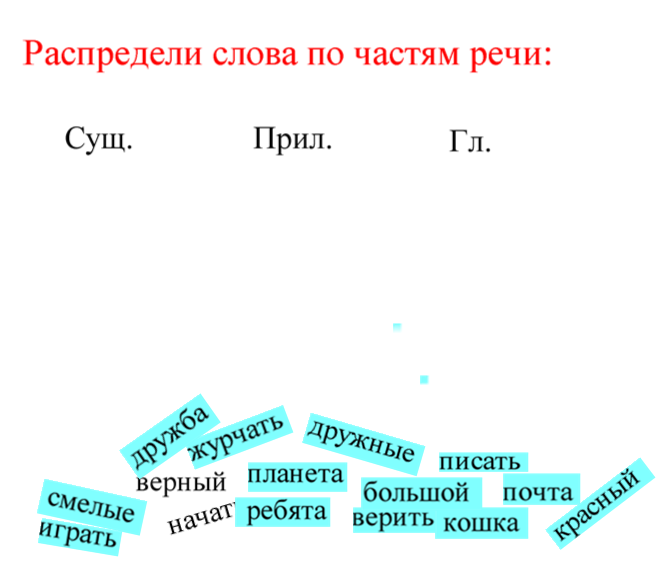 Распредели слова по частям речи:
Сущ. Прил. Гл.
дружба журчать дружные
верный планета писать
смелые большой почта красный
играть начат ребята верить кошка